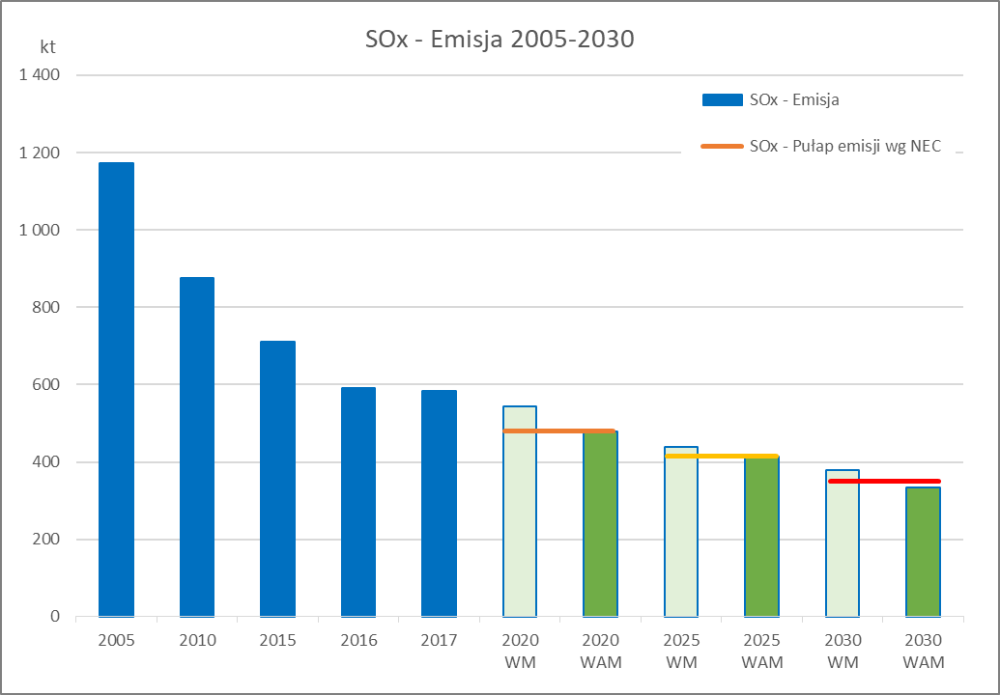 SOx - Emisja 2005-2030
kt
1 400
1 200
1 000
800
600
400
200
0
SOx - Emisja
SOx - Pułap emisji wg NEC
2005
2010
2015
2016
2017
2020 WM
2020 WAM
2025 WM
2025 WAM
2030 WM
2030 WAM